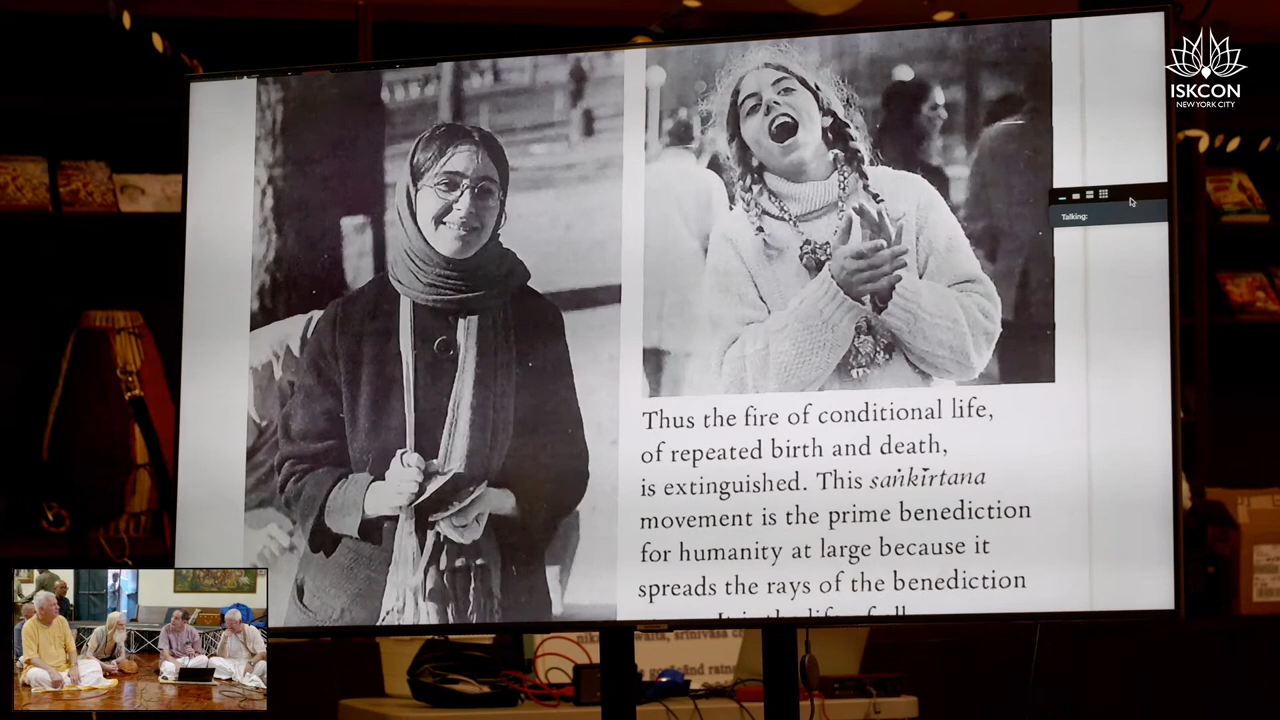 ISKCON
NEW YORK CITY
Talking:
Thus the fire of conditional life,
of repeated birth and death,
is extinguished. This saṅkīrtana
movement is the prime benediction
for humanity at large because it
spreads the rays of the benediction